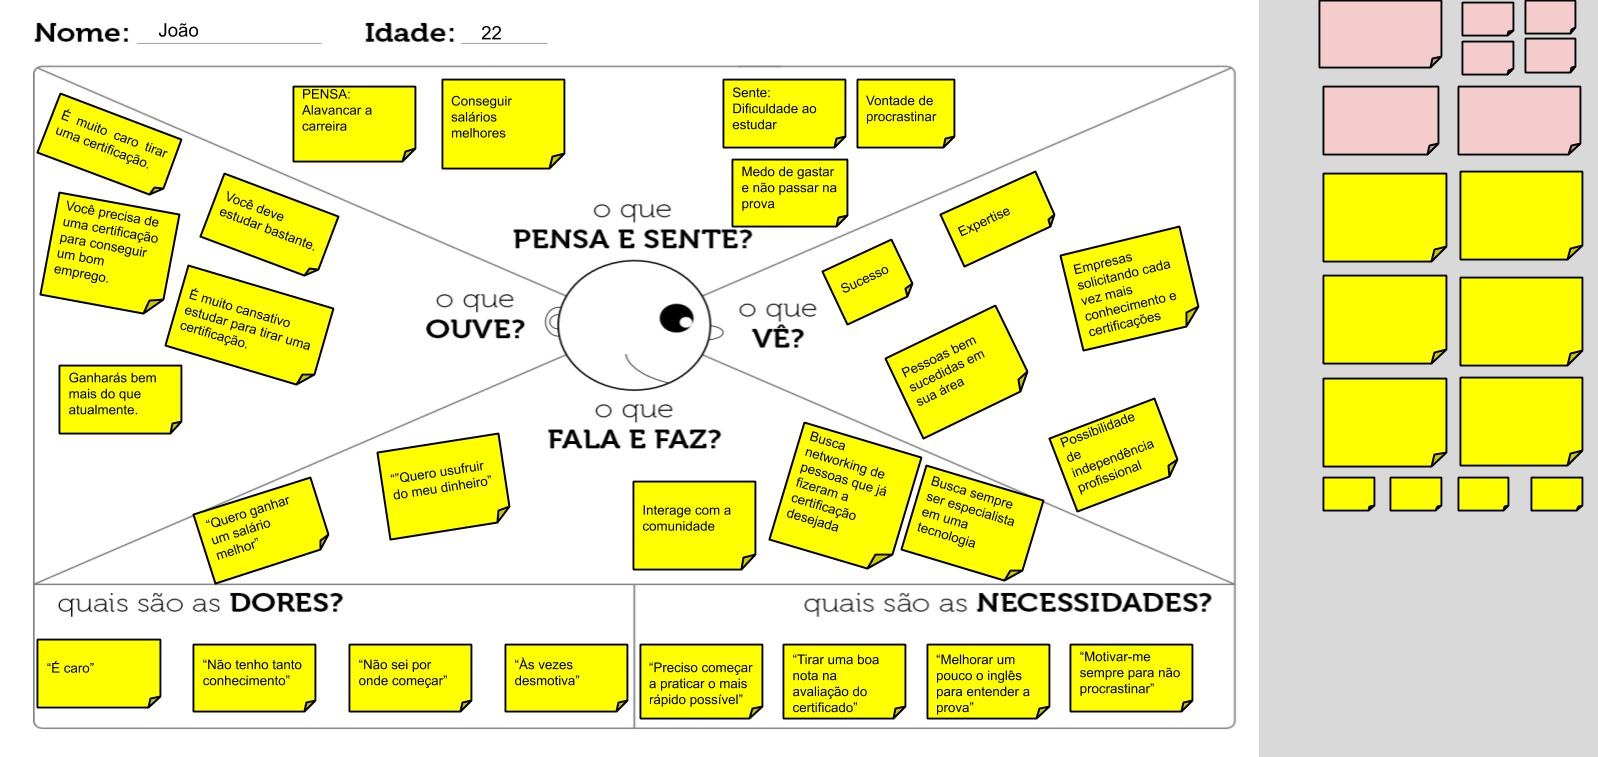 Nome: João Idade: 22
PENSA:
Alavancar a
carreira
Conseguir
salários
melhores
Sente:
Dificuldade ao
estudar
Vontade de
procrastinar
Medo de gastar
e não passar na
prova
o que
PENSA E SENTE?
É muito caro tirar
uma certificação.
Você deve
estudar bastante.
Você precisa de
uma certificação
para conseguir
um bom
emprego.
É muito cansativo
estudar para tirar uma
certificação.
Ganharás bem
mais do que
atualmente.
o que
OUVE?
o que
VÊ?
Expertise
Sucesso
Empresas
solicitando cada
vez mais
conhecimento e
certificações
Pessoas bem
sucedidas em
sua área
Possibilidade
de
independência
profissional
o que
FALA E FAZ?
“Quero ganhar
um salário
melhor”
“”Quero usufruir
do meu dinheiro”
Interage com a
comunidade
Busca
networking de
pessoas que já
fizeram a
certificação
desejada
Busca sempre
ser especialista
em uma
tecnologia
quais são as DORES?
“É caro”
“Não tenho tanto
conhecimento”
“Não sei por
onde começar”
“Às vezes
desmotiva”
quais são as NECESSIDADES?
“Preciso começar
a praticar o mais
rápido possível”
“Tirar uma boa
nota na
avaliação do
certificado”
“Melhorar um
pouco o inglês
para entender a
prova”
“Motivar-me
sempre para não
procrastinar”